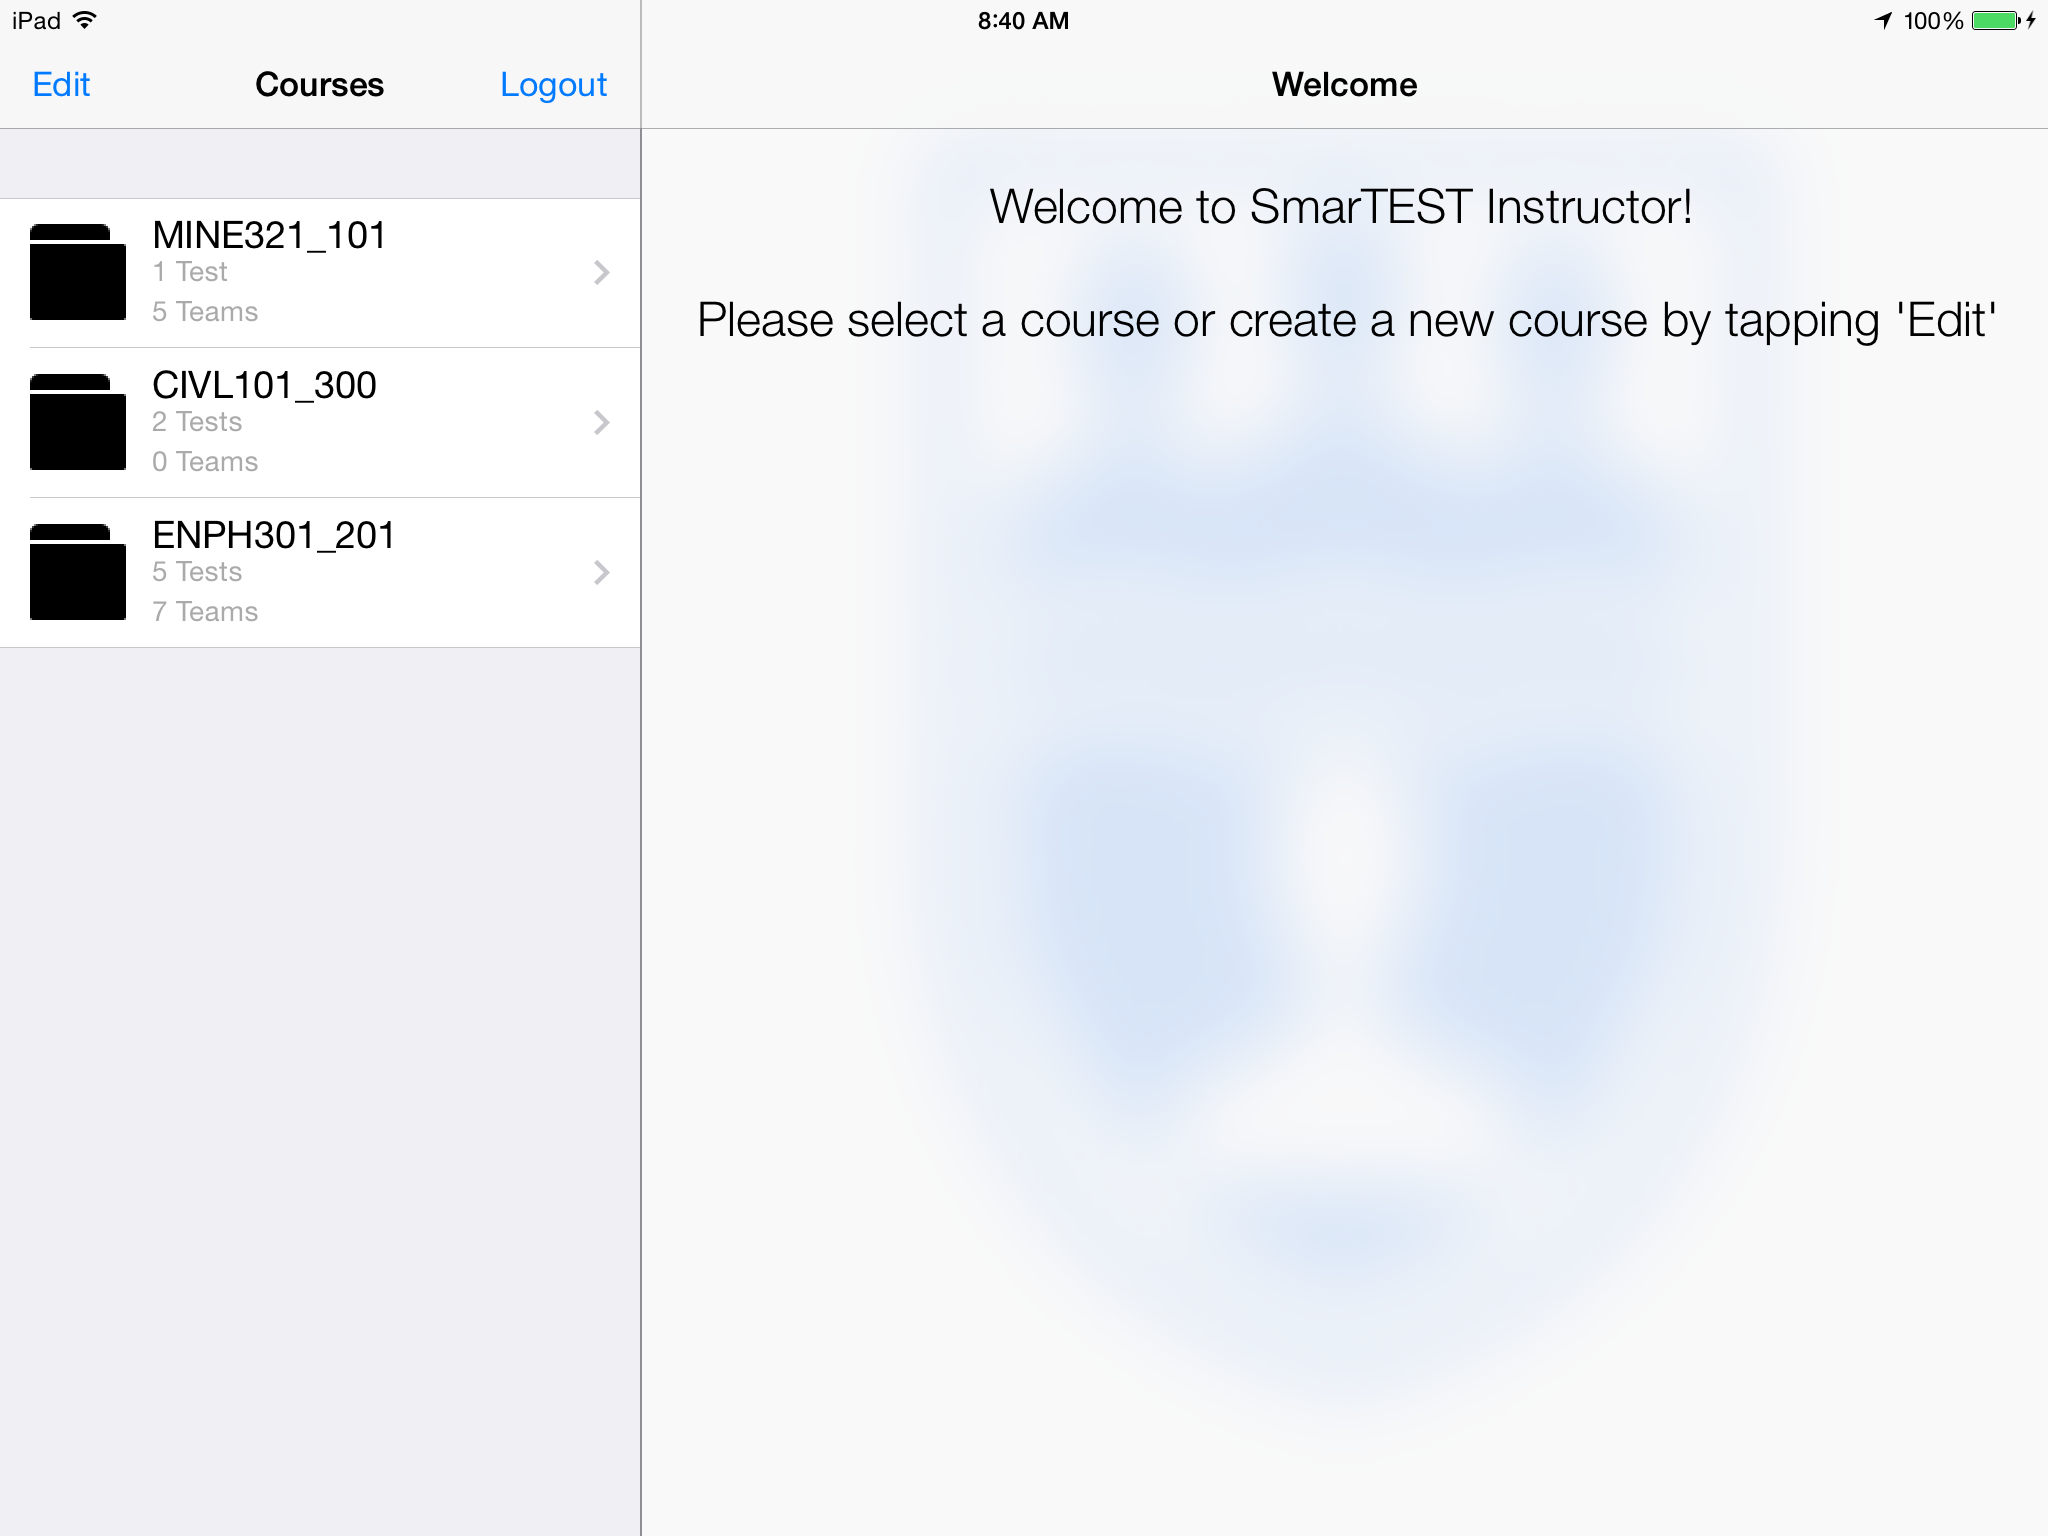 iPad
8:40 AM
100%
Edit
Courses
Logout
Welcome
MINE321_101
1 Test
5 Teams
CIVL101_300
2 Tests
0 Teams
ENPH301_201
5 Tests
7 Teams
Welcome to SmarTEST Instructor!
Please select a course or create a new course by tapping 'Edit'